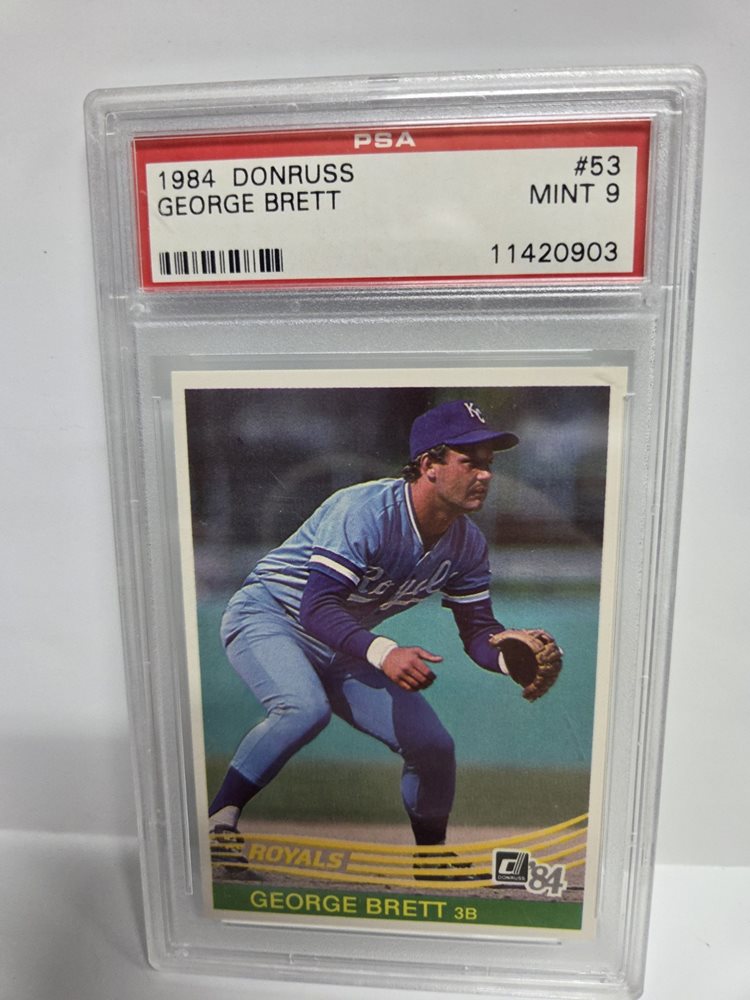 PSA
1984 DONRUSS #53
GEORGE BRETT MINT 9
11420903
KC
Royals
ROYALS
DONRUSS '84
GEORGE BRETT 3B